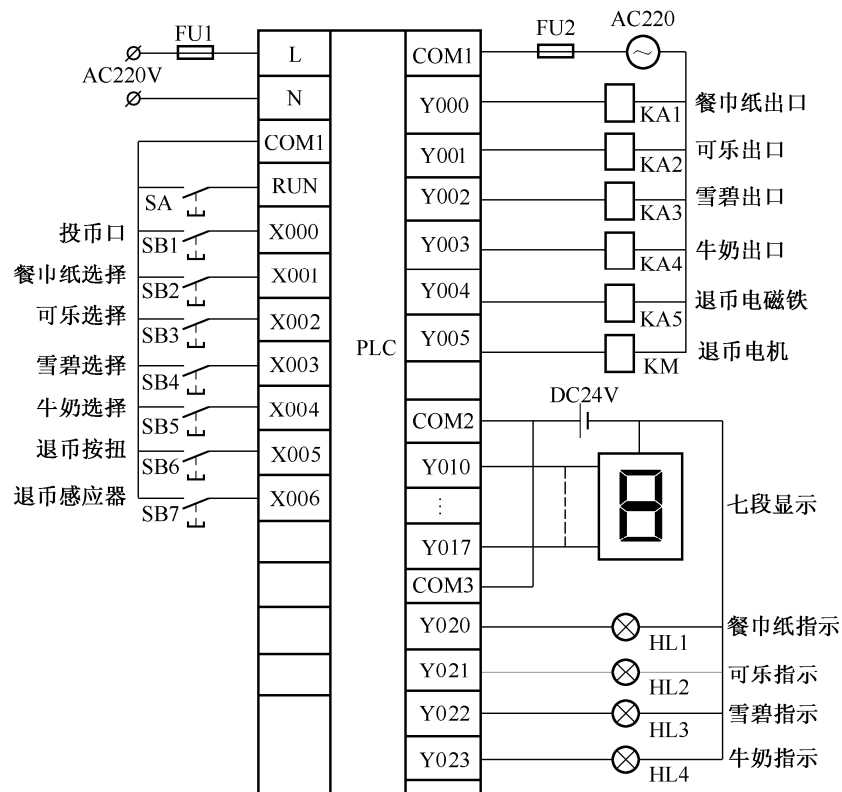 FU1
AC220V
L
N
COM1
RUN
X000
X001
X002
X003
X004
X005
X006
SA
投币口
SB1
餐巾纸选择
SB2
可乐选择
SB3
雪碧选择
SB4
牛奶选择
SB5
退币按扭
SB6
退币感应器
SB7
PLC
COM1
Y000
Y001
Y002
Y003
Y004
Y005
COM2
Y010
⋮
Y017
COM3
Y020
Y021
Y022
Y023
FU2
AC220
~
KA1
餐巾纸出口
KA2
可乐出口
KA3
雪碧出口
KA4
牛奶出口
KA5
退币电磁铁
KM
退币电机
DC24V
8
七段显示
HL1
餐巾纸指示
HL2
可乐指示
HL3
雪碧指示
HL4
牛奶指示